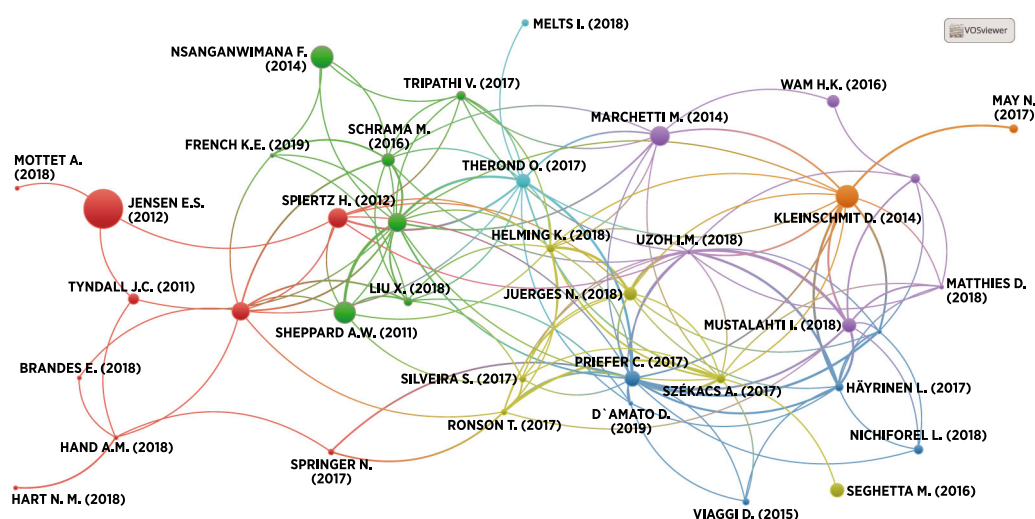 MELTS I. (2018)
VOSviewer
NSANGANWIMANA F.
(2014)
TRIPATHI V. (2017)
WAM H.K. (2016)
MAY N.
(2017)
MARCHETTI M. (2014)
SCHRAMA M.
(2016)
FRENCH K.E. (2019)
THEROND O. (2017)
MOTTET A.
(2018)
JENSEN E.S.
(2012)
SPIERTZ H. (2012)
KLEINSCHMIT D. (2014)
HELMING K. (2018)
UZOH I.M. (2018)
TYNDALL J.C. (2011)
LIU X. (2018)
JUERGES N. (2018)
MATTHIES D.
(2018)
SHEPPARD A.W. (2011)
MUSTALAHTI I. (2018)
BRANDES E. (2018)
PRIEFER C. (2017)
SILVEIRA S. (2017)
SZÉKACS A. (2017)
HÄYRINEN L. (2017)
D`AMATO D.
(2019)
RONSON T. (2017)
HAND A.M. (2018)
NICHIFOREL L. (2018)
SPRINGER N.
(2017)
HART N. M. (2018)
SEGHETTA M. (2016)
VIAGGI D. (2015)